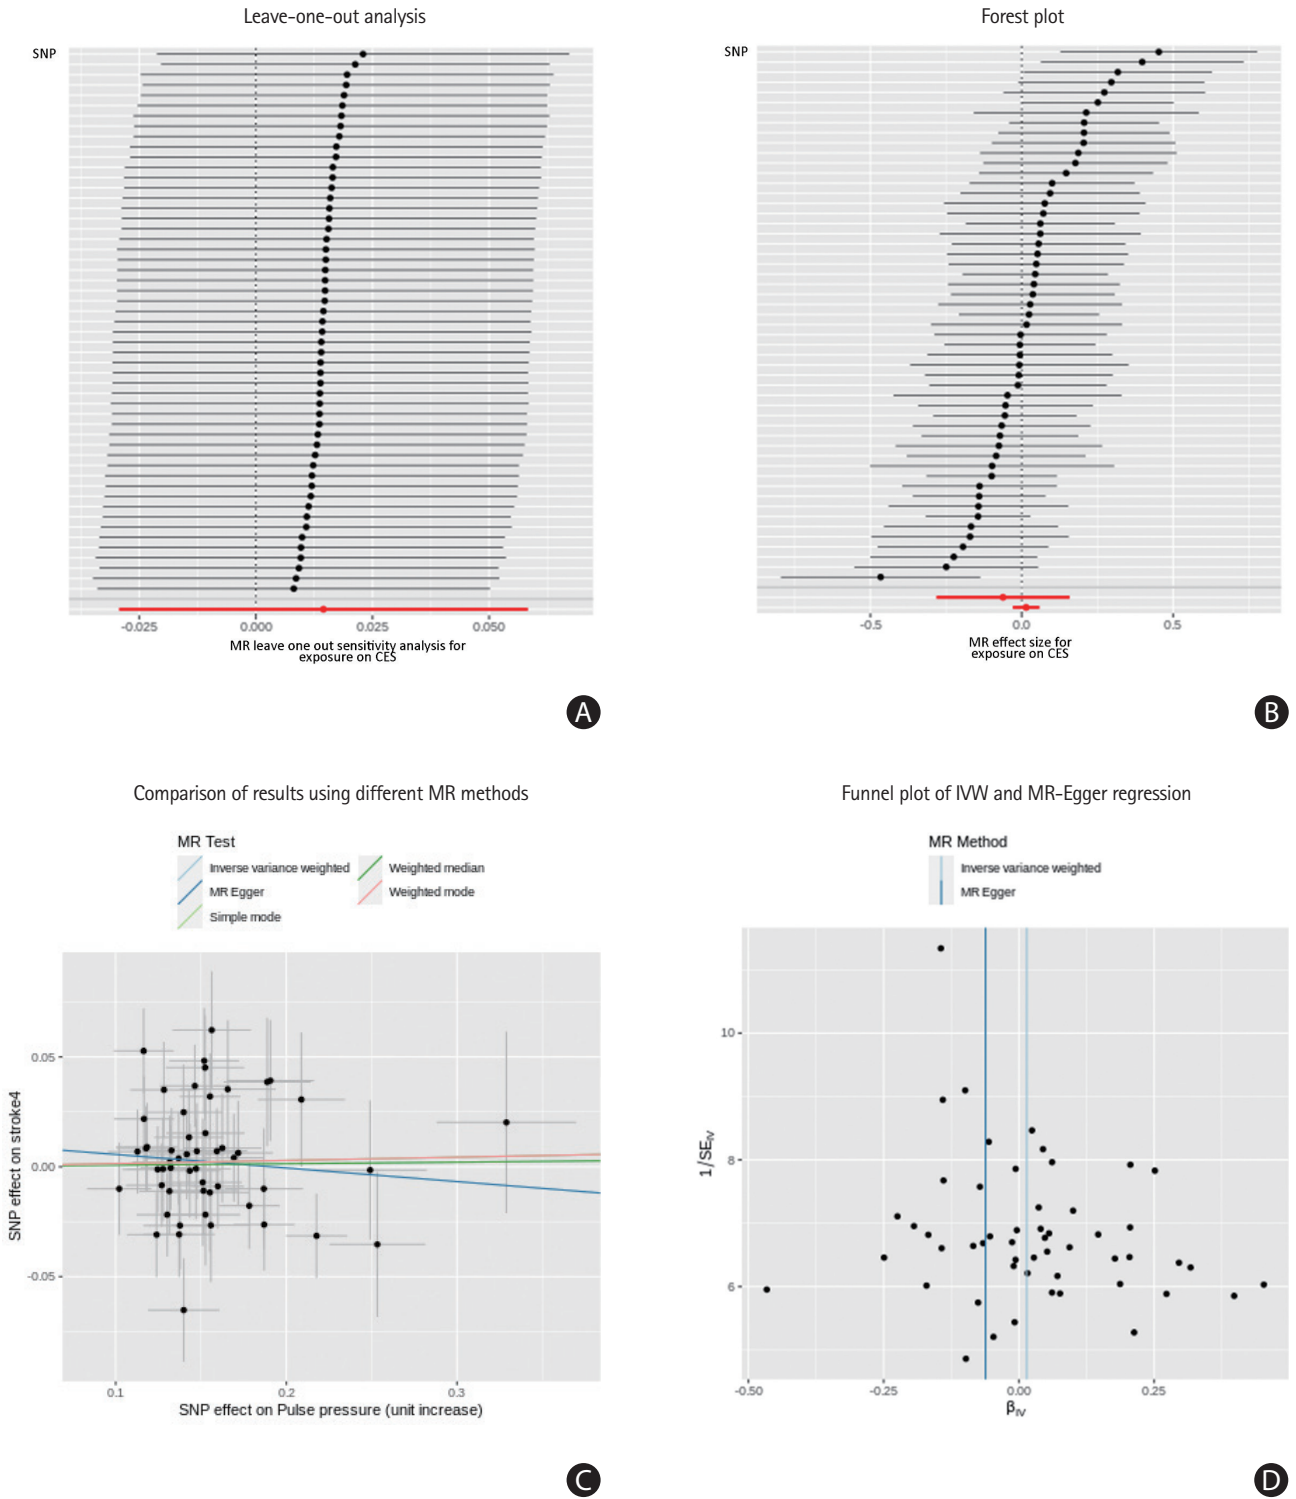 Leave-one-out analysis
SNP
-0.025
0.000
0.025
0.050
MR leave one out sensitivity analysis for
exposure on CES
A
Forest plot
SNP
-0.5
0.0
0.5
MR effect size for
exposure on CES
B
Comparison of results using different MR methods
MR Test
Inverse variance weighted
Weighted median
MR Egger
Weighted mode
Simple mode
SNP effect on stroke4
0.05
0.00
-0.05
0.1
0.2
0.3
SNP effect on Pulse pressure (unit increase)
C
Funnel plot of IVW and MR-Egger regression
MR Method
Inverse variance weighted
MR Egger
1/SEIV
10
8
6
-0.50
-0.25
0.00
0.25
βIV
D